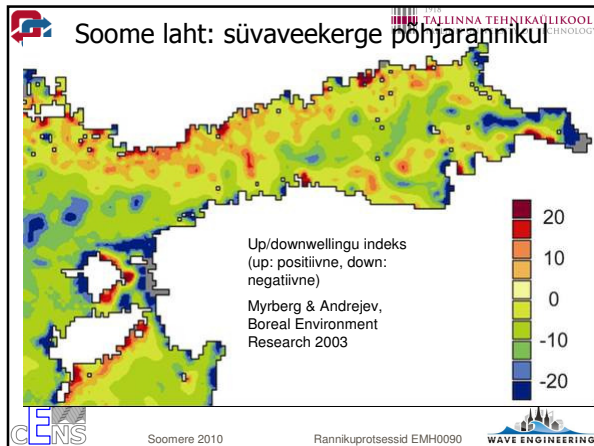 1918
TALLINNA TEHNIKAÜLIKOOL
Soome laht: süvaveekerge põhjarannikul
Up/downwellingu indeks
(up: positiivne, down:
negatiivne)
Myrberg & Andrejev,
Boreal Environment
Research 2003
20
10
0
-10
-20
CENS
Soomere 2010
Rannikuprotsessid EMH0090
WAVE ENGINEERING